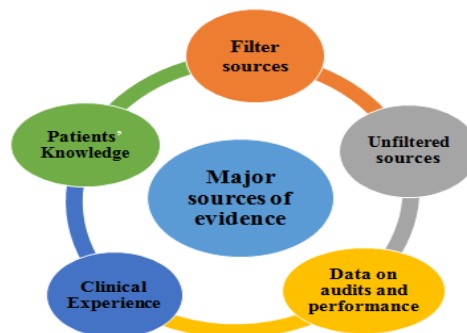 Filter
sources
Unfiltered
sources
Data on
audits and
performance
Clinical
Experience
Patients’
Knowledge
Major
sources of
evidence